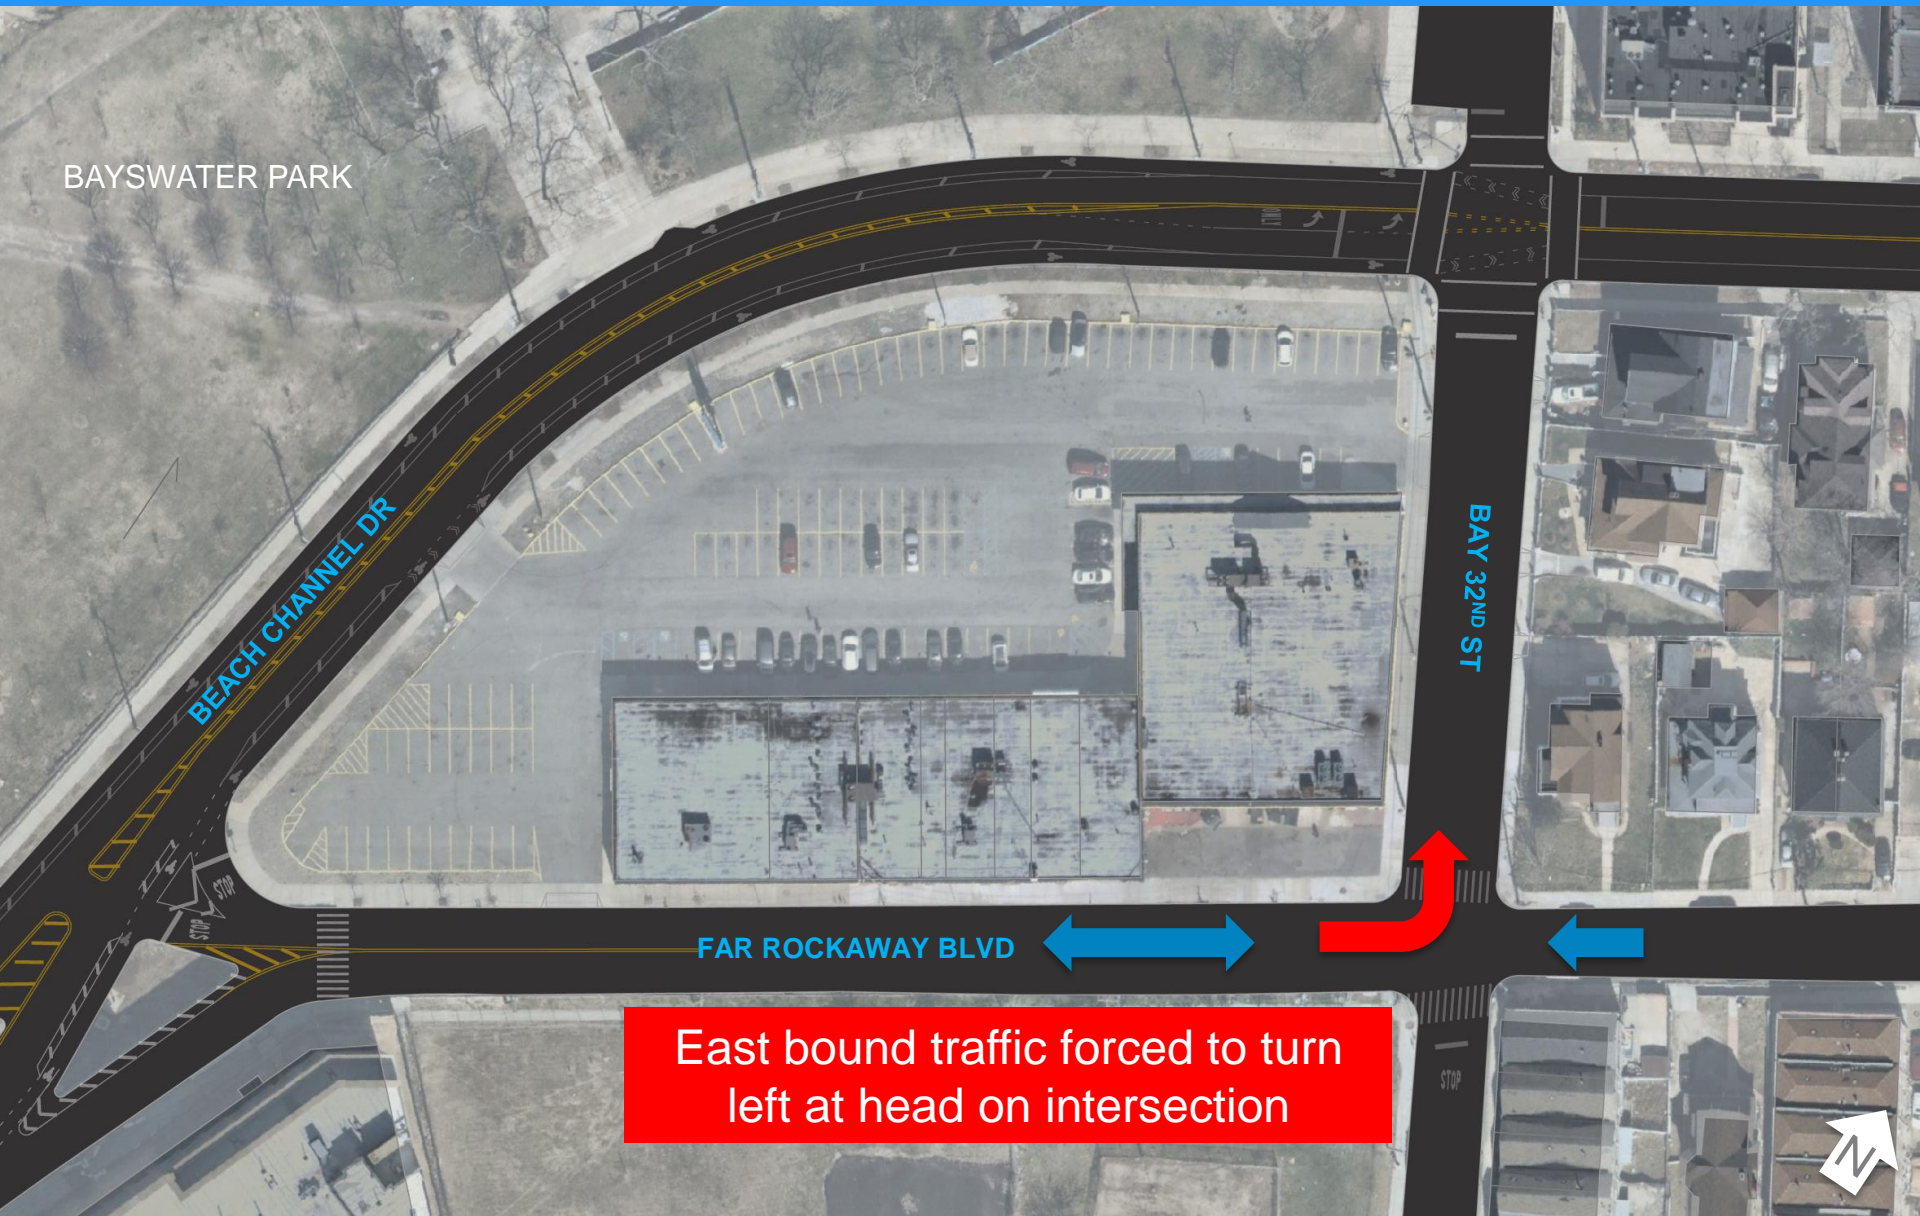 BAYSWATER PARK
ONLY
BEACH CHANNEL DR
BAY 32ND ST
STOP
STOP
FAR ROCKAWAY BLVD
East bound traffic forced to turn
left at head on intersection
STOP
N